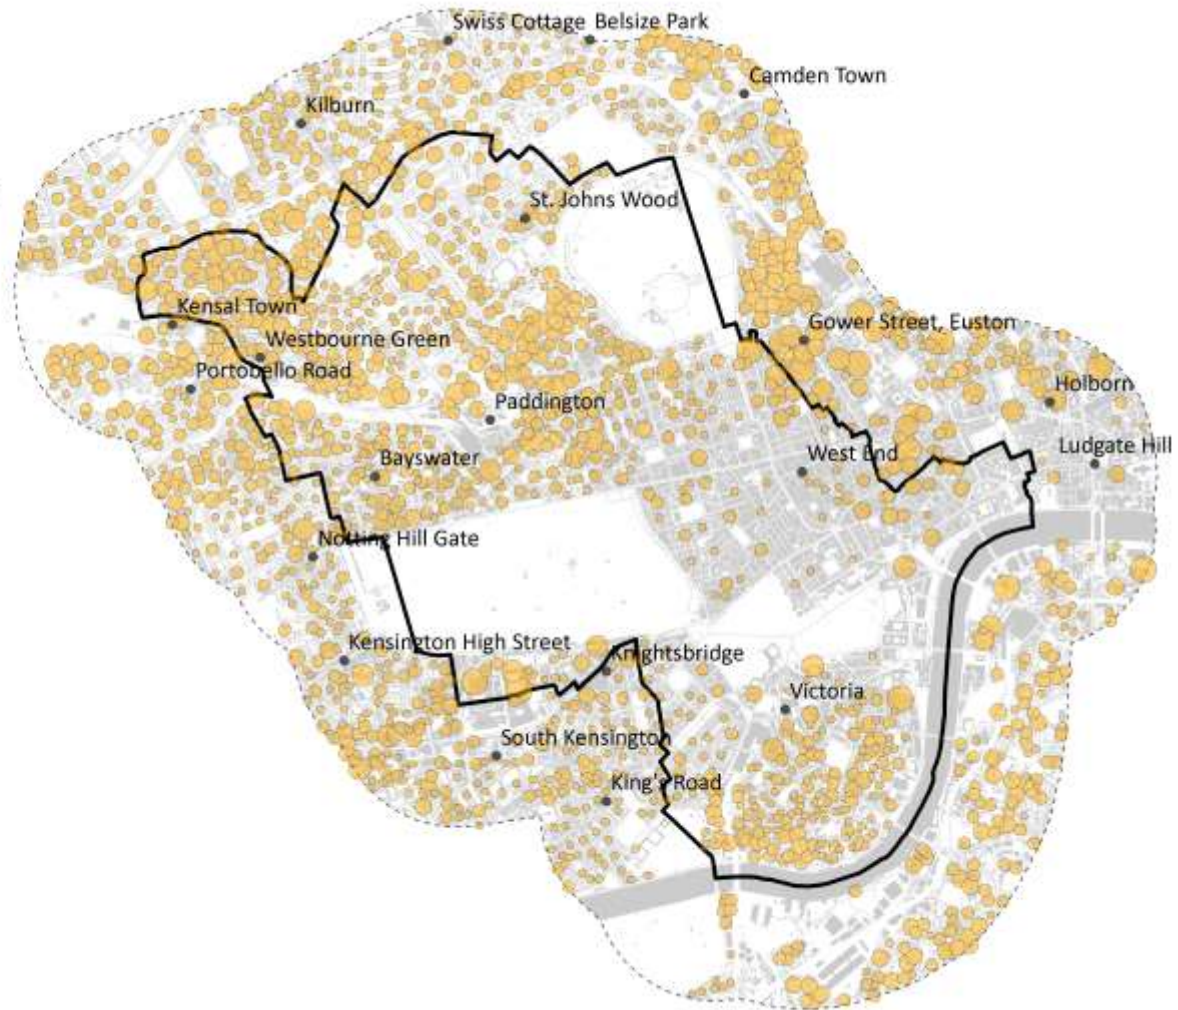 Swiss Cottage
Belsize Park
Camden Town
Kilburn
St. Johns Wood
Kensal Town
Gower Street, Euston
Westbourne Green
Portobello Road
Holborn
Paddington
Ludgate Hill
West End
Bayswater
Notting Hill Gate
Kensington High Street
Knightsbridge
Victoria
South Kensington
King's Road